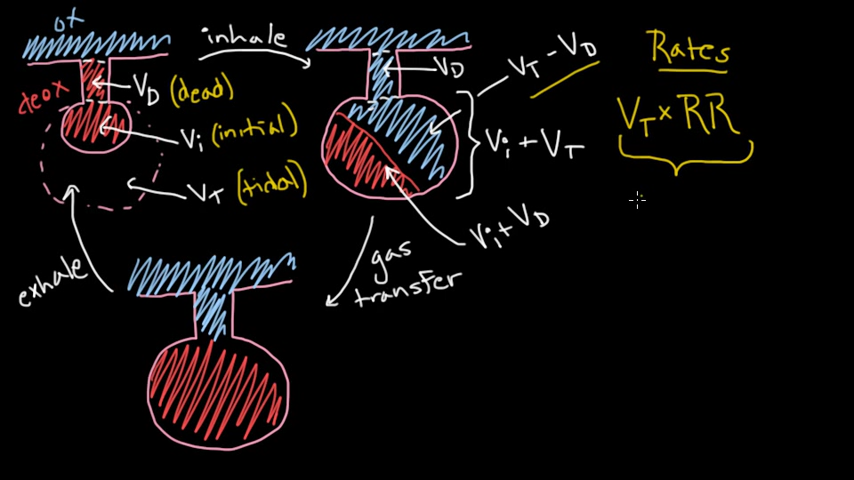 ox
deox
V_D (dead)
V_i (initial)
V_T (tidal)
inhale
V_D
V_T - V_D
V_i + V_T
V_i + V_D
gas
transfer
exhale
Rates
V_T x RR